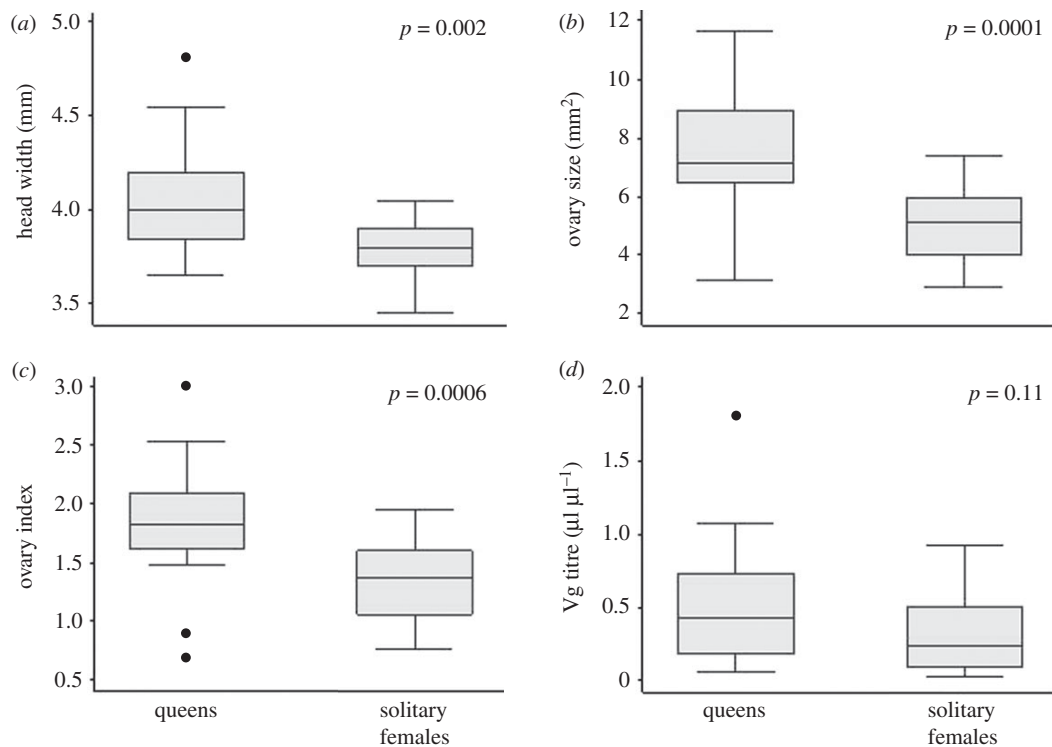 (a)
p = 0.002
head width (mm)
5.0
4.5
4.0
3.5
(b)
p = 0.0001
ovary size (mm²)
12
10
8
6
4
2
(c)
p = 0.0006
ovary index
3.0
2.5
2.0
1.5
1.0
0.5
queens
solitary
females
(d)
p = 0.11
Vg titre (µl µl⁻¹)
2.0
1.5
1.0
0.5
0
queens
solitary
females